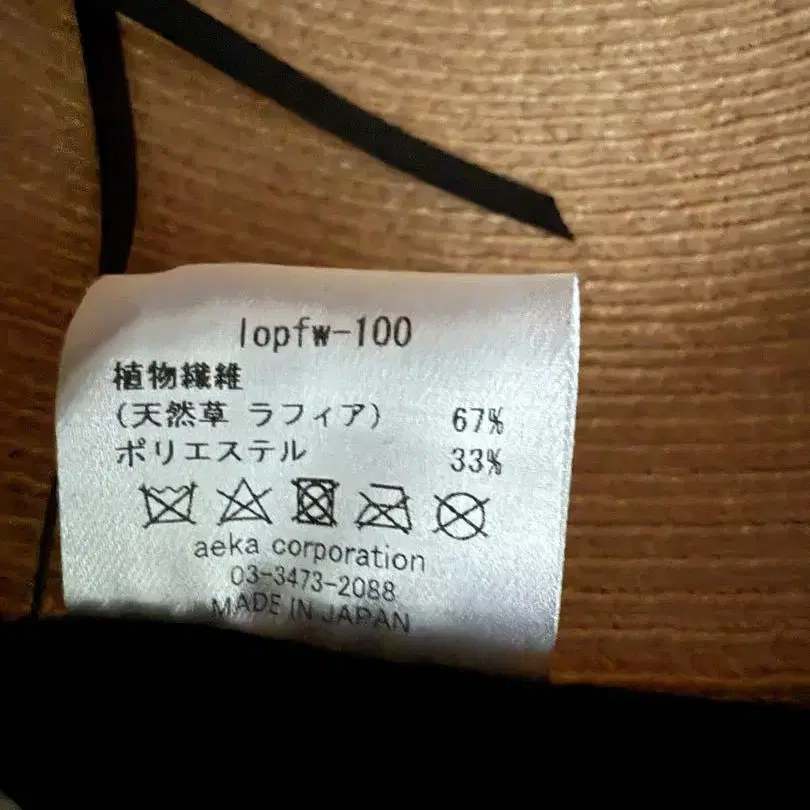 lopfw-100
植物繊維
(天然草 ラフィア) 67%
ポリエステル 33%
aeka corporation
03-3473-2088
MADE IN JAPAN